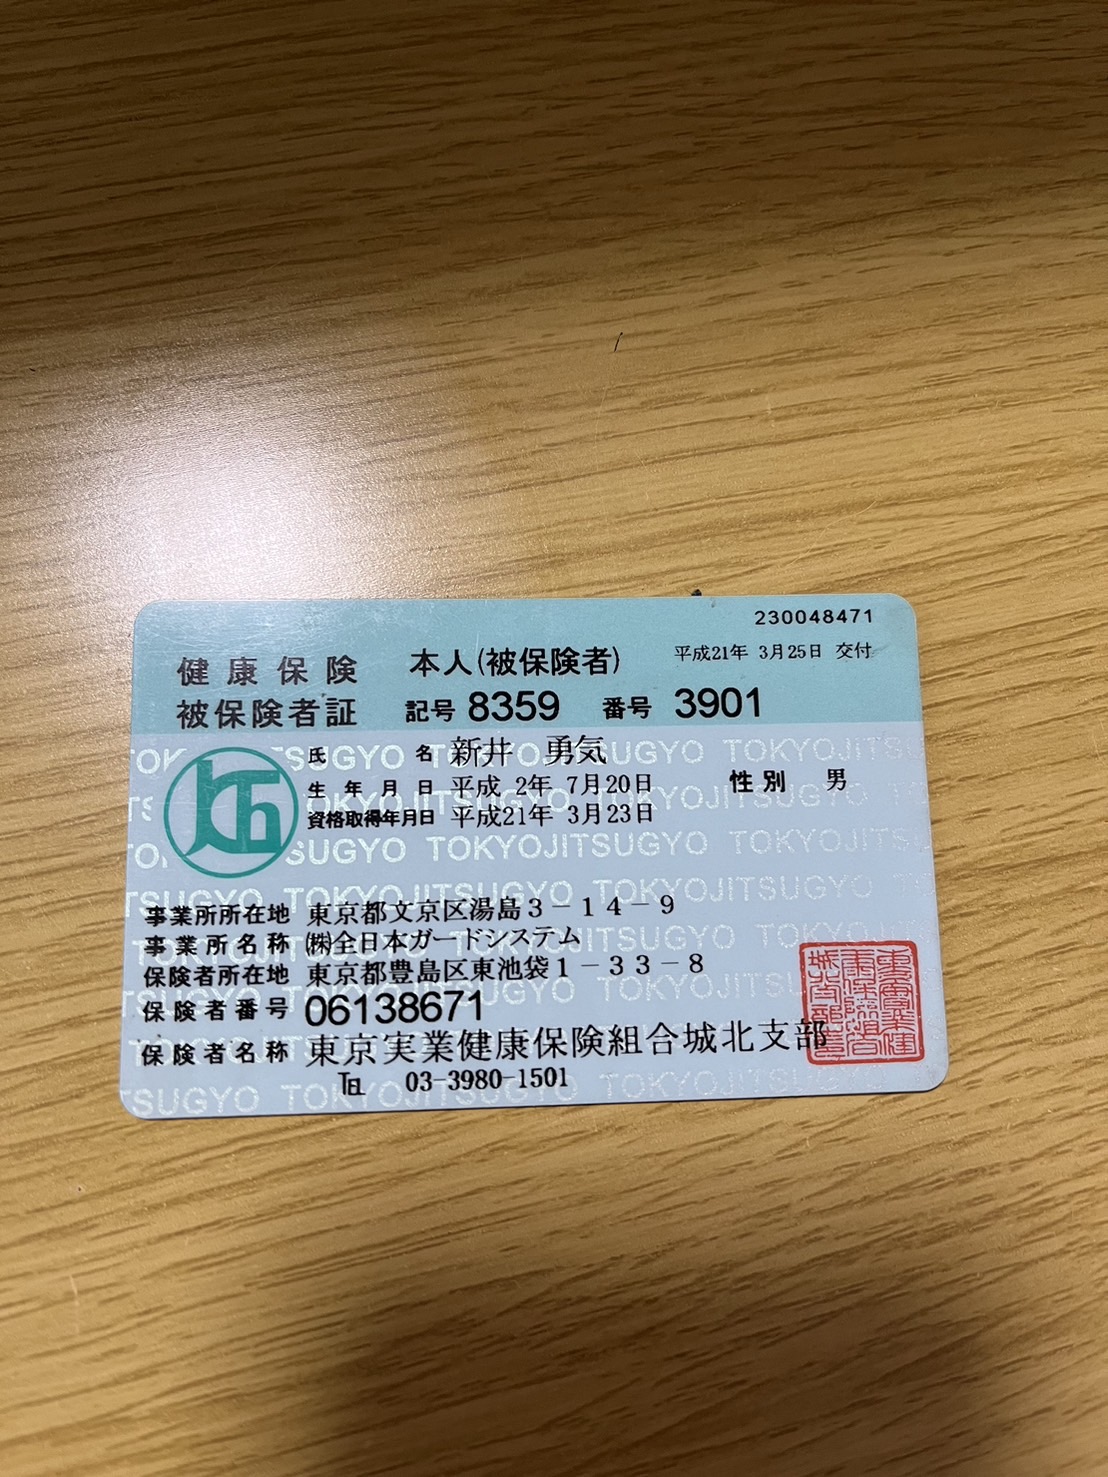 230048471
健康保険 本人(被保険者) 平成21年 3月25日 交付
被保険者証 記号 8359 番号 3901
氏名 新井 勇気
生年月日 平成 2年 7月20日 性別 男
資格取得年月日 平成21年 3月23日
事業所所在地 東京都文京区湯島3-14-9
事業所名称 ㈱全日本ガードシステム
保険者所在地 東京都豊島区東池袋1-33-8
保険者番号 06138671
保険者名称 東京実業健康保険組合城北支部
℡ 03-3980-1501
TOKYOJITSUGYO TOKYOJITSUGYO